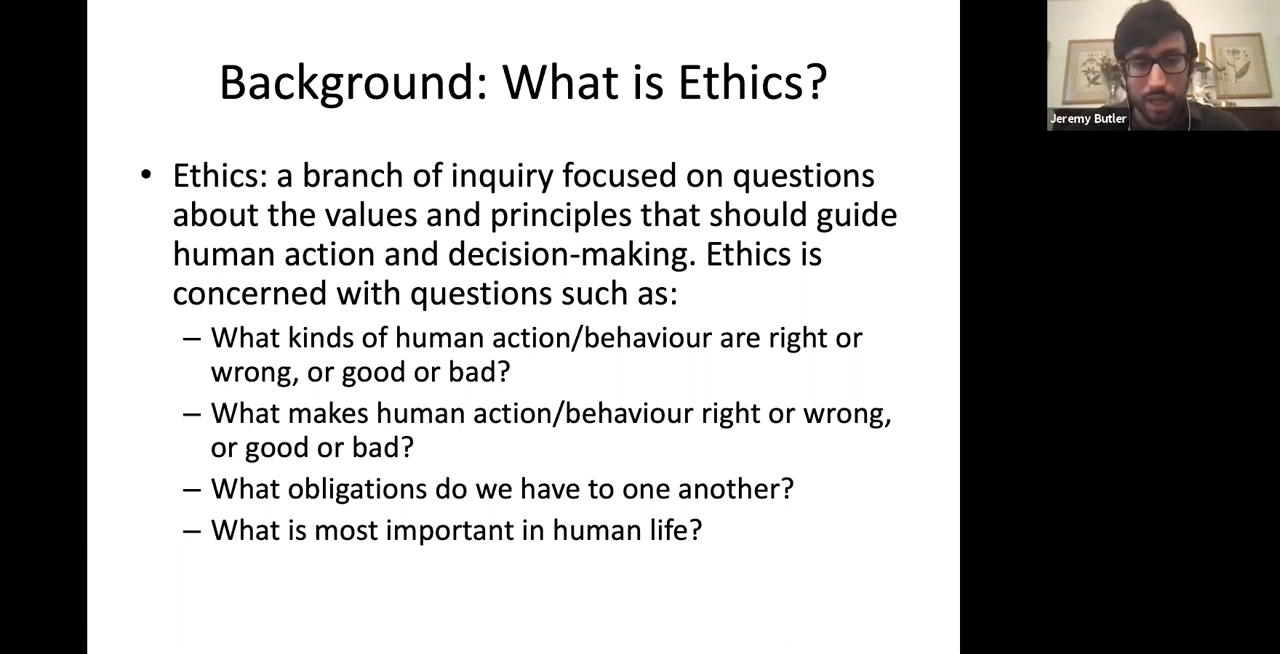 Background: What is Ethics?
• Ethics: a branch of inquiry focused on questions
about the values and principles that should guide
human action and decision-making. Ethics is
concerned with questions such as:
– What kinds of human action/behaviour are right or
wrong, or good or bad?
– What makes human action/behaviour right or wrong,
or good or bad?
– What obligations do we have to one another?
– What is most important in human life?
Jeremy Butler